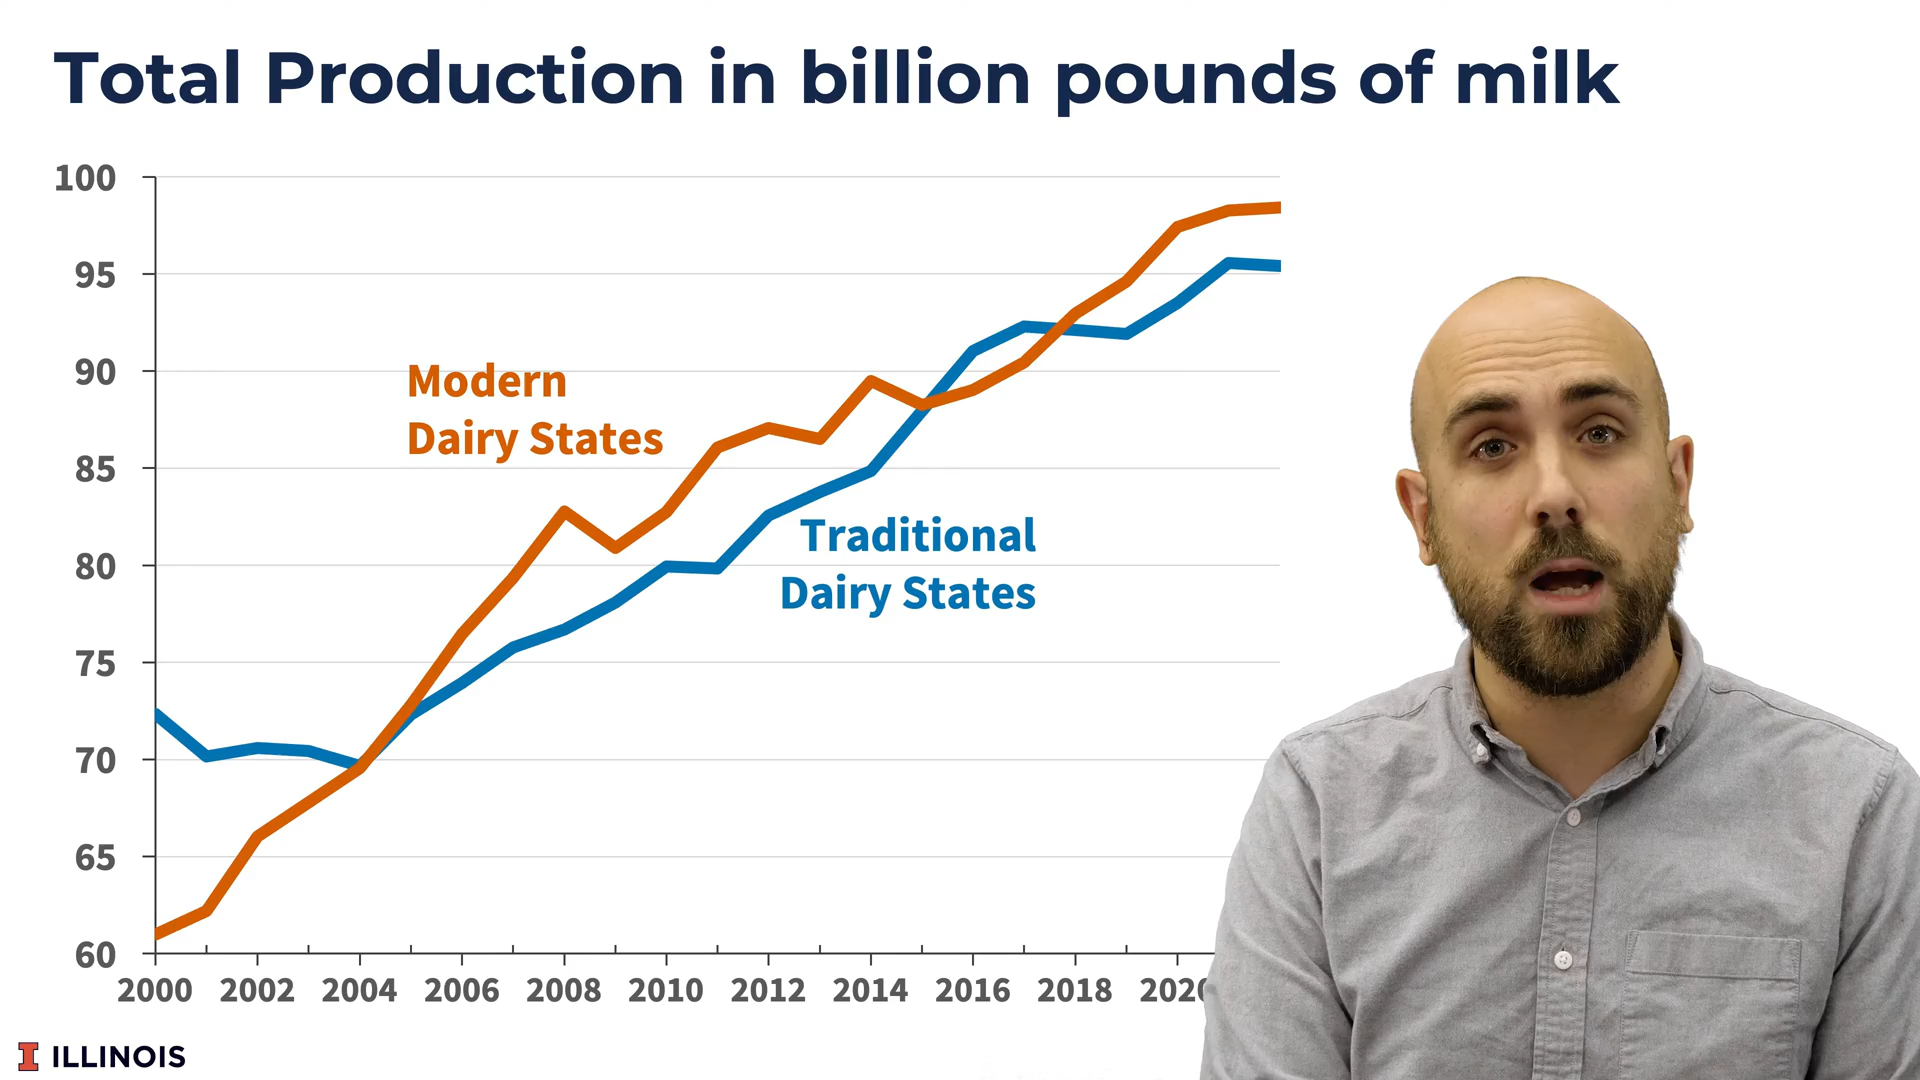 Total Production in billion pounds of milk
100
95
90
85
80
75
70
65
60
Modern
Dairy States
Traditional
Dairy States
2000 2002 2004 2006 2008 2010 2012 2014 2016 2018 2020
ILLINOIS